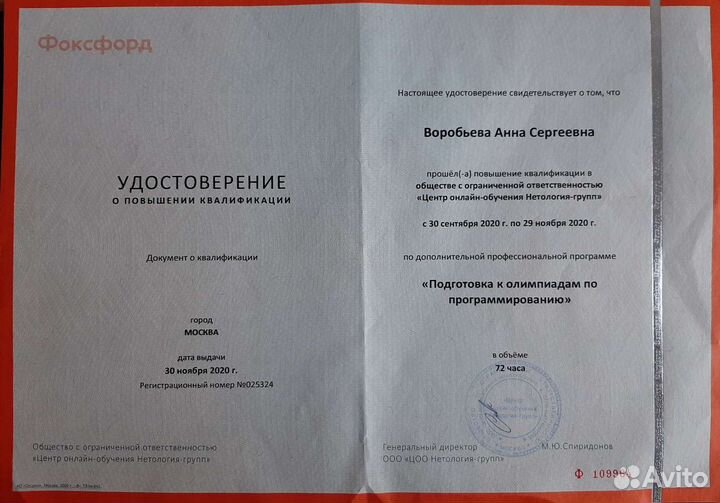 Фоксфорд
УДОСТОВЕРЕНИЕ
О ПОВЫШЕНИИ КВАЛИФИКАЦИИ
Документ о квалификации
город
МОСКВА
дата выдачи
30 ноября 2020 г.
Регистрационный номер №025324
Общество с ограниченной ответственностью
«Центр онлайн-обучения Нетология-групп»
Настоящее удостоверение свидетельствует о том, что
Воробьева Анна Сергеевна
прошёл(-а) повышение квалификации в
обществе с ограниченной ответственностью
«Центр онлайн-обучения Нетология-групп»
с 30 сентября 2020 г. по 29 ноября 2020 г.
по дополнительной профессиональной программе
«Подготовка к олимпиадам по
программированию»
в объёме
72 часа
Генеральный директор М.Ю.Спиридонов
ООО «ЦОО Нетология-групп»
Ф 1099
Avito